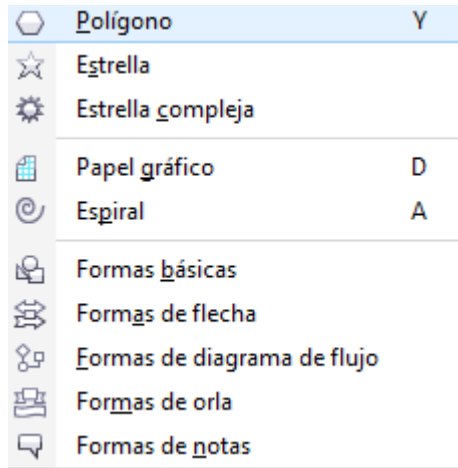 Polígono Y
Estrella
Estrella compleja
Papel gráfico D
Espiral A
Formas básicas
Formas de flecha
Formas de diagrama de flujo
Formas de orla
Formas de notas